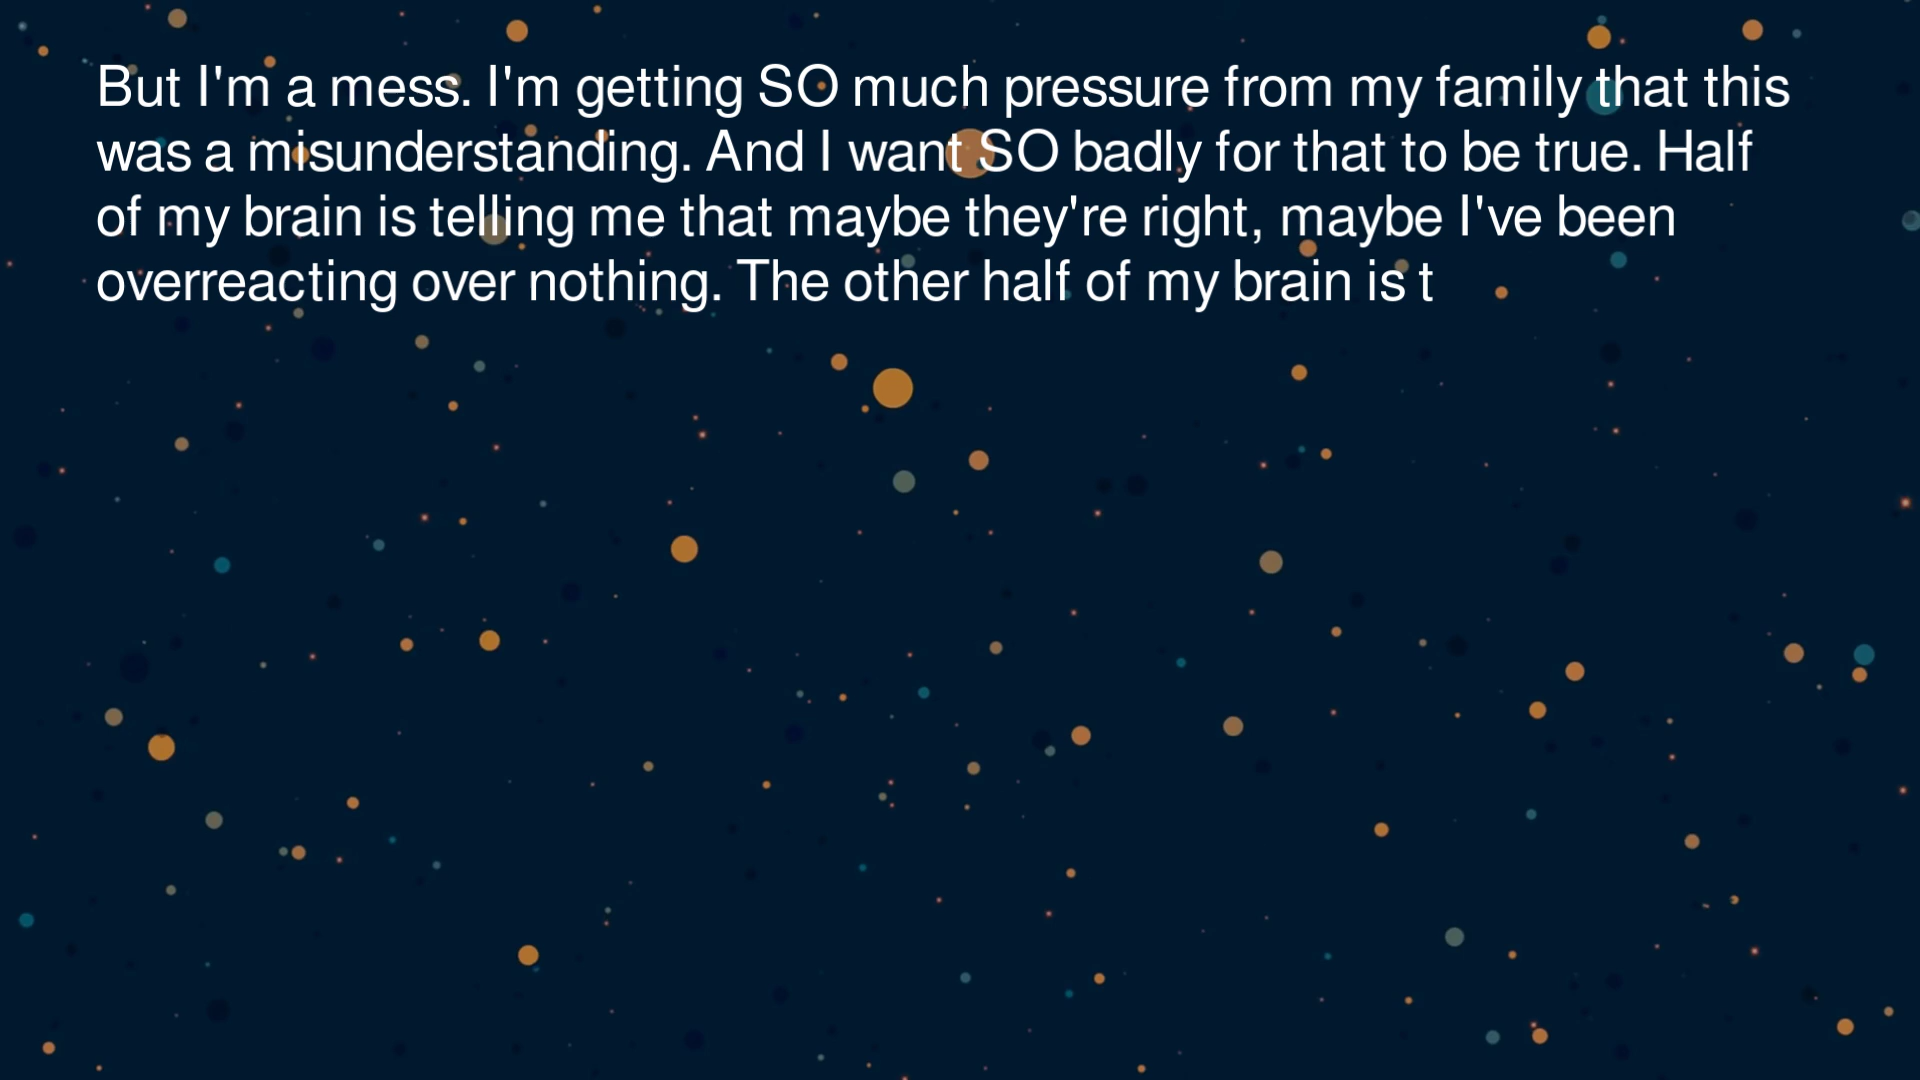 But I'm a mess. I'm getting SO much pressure from my family that this
was a misunderstanding. And I want SO badly for that to be true. Half
of my brain is telling me that maybe they're right, maybe I've been
overreacting over nothing. The other half of my brain is t